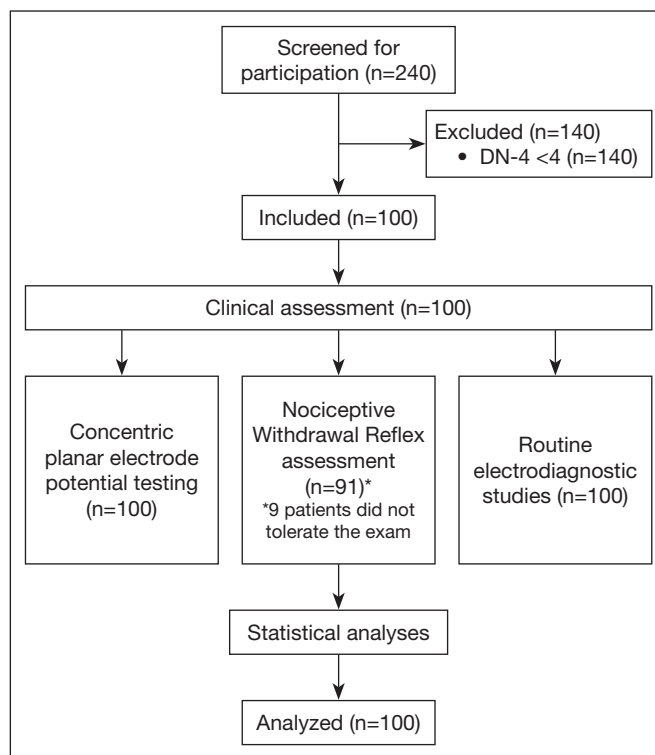 Screened for
participation (n=240)
Excluded (n=140)
• DN-4 <4 (n=140)
Included (n=100)
Clinical assessment (n=100)
Concentric
planar electrode
potential testing
(n=100)
Nociceptive
Withdrawal Reflex
assessment
(n=91)*
*9 patients did not
tolerate the exam
Routine
electrodiagnostic
studies (n=100)
Statistical analyses
Analyzed (n=100)